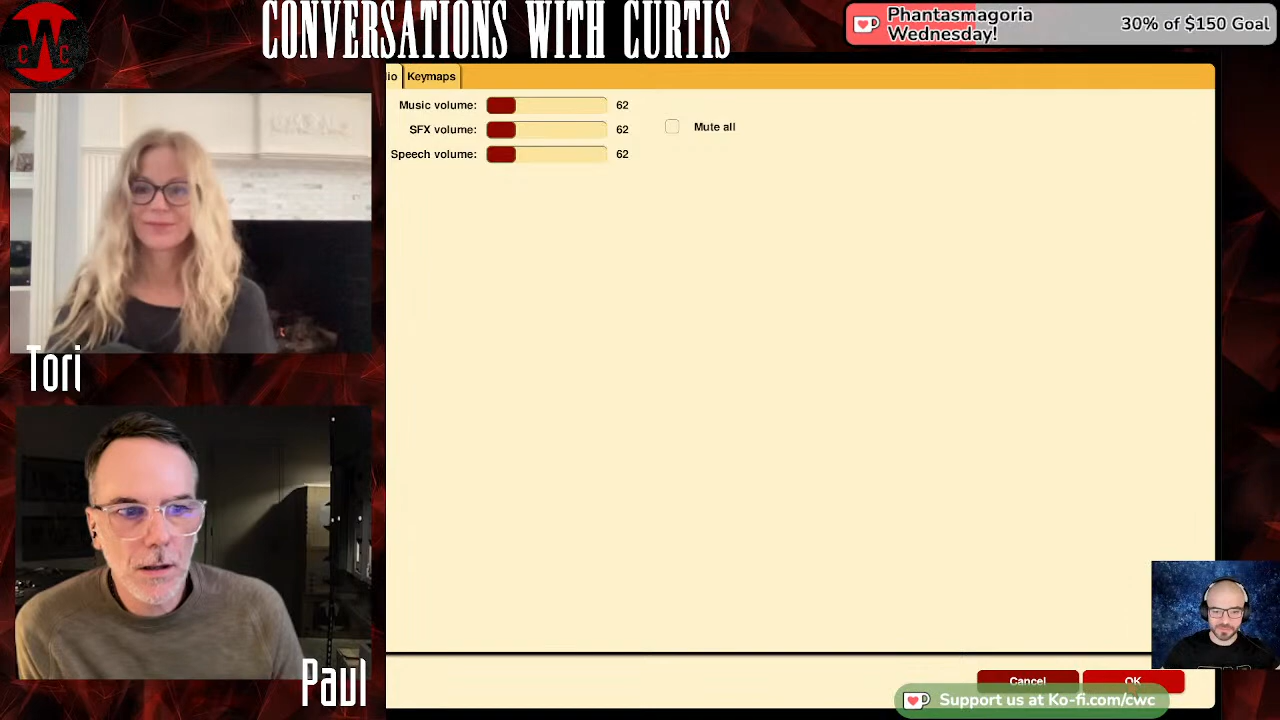 CONVERSATIONS WITH CURTIS
CWC
Phantasmagoria
Wednesday!
30% of $150 Goal
io
Keymaps
Music volume:
62
SFX volume:
62
Mute all
Speech volume:
62
Tori
Paul
Cancel
OK
Support us at Ko-fi.com/cwc